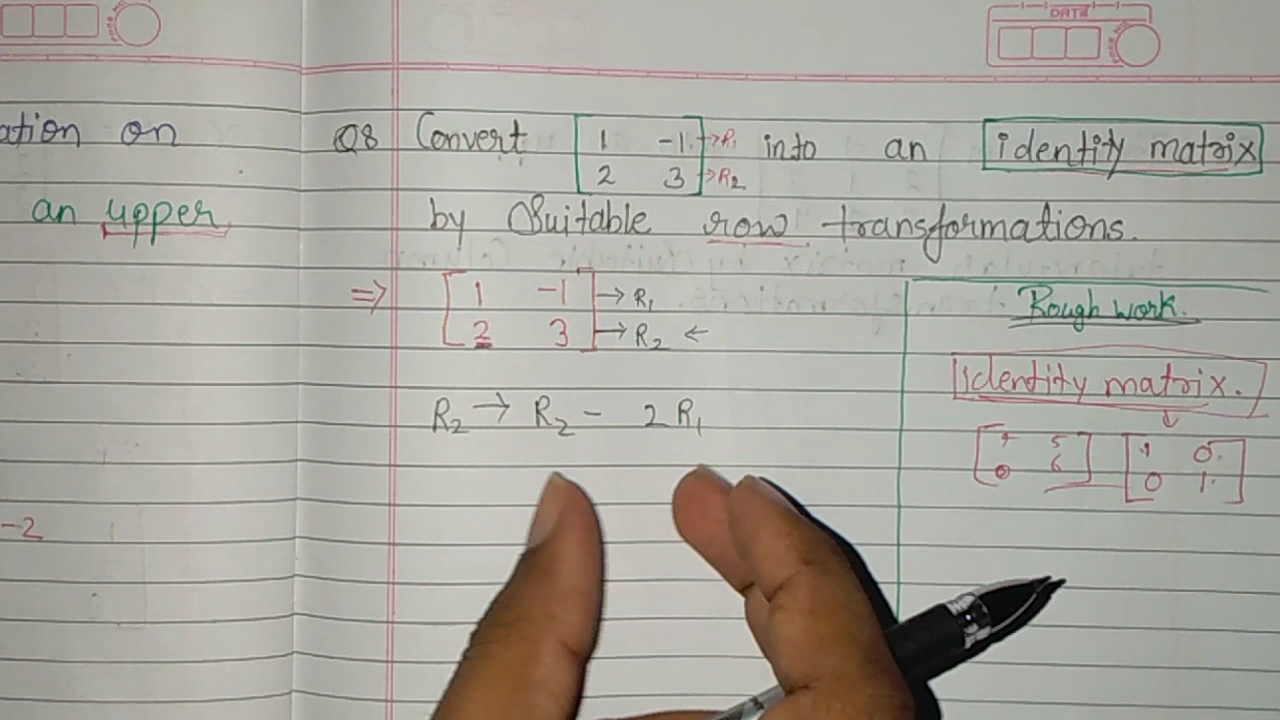 DATE
ation on
an upper
-2
Q8 Convert [1 -1 → R₁ into an identity matrix
2 3] → R₂
by Suitable row transformations.
⇒ [1 -1 → R₁
2 3] → R₂ ←
R₂ → R₂ - 2R₁
Rough work.
identity matrix.
↓
5] [1 0.
6 0 1.]